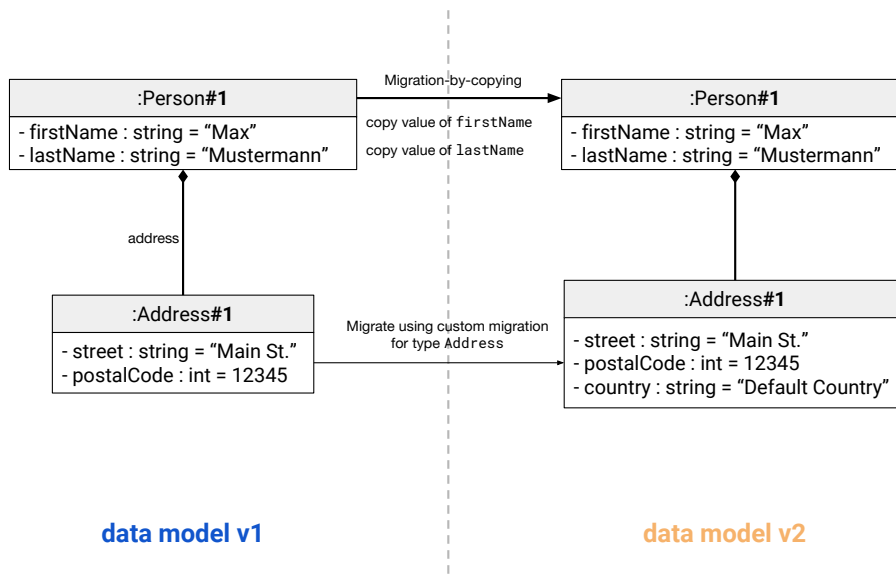 :Person#1
- firstName : string = “Max”
- lastName : string = “Mustermann”
Migration-by-copying
copy value of firstName
copy value of lastName
:Person#1
- firstName : string = “Max”
- lastName : string = “Mustermann”
address
:Address#1
- street : string = “Main St.”
- postalCode : int = 12345
Migrate using custom migration
for type Address
:Address#1
- street : string = “Main St.”
- postalCode : int = 12345
- country : string = “Default Country”
data model v1
data model v2